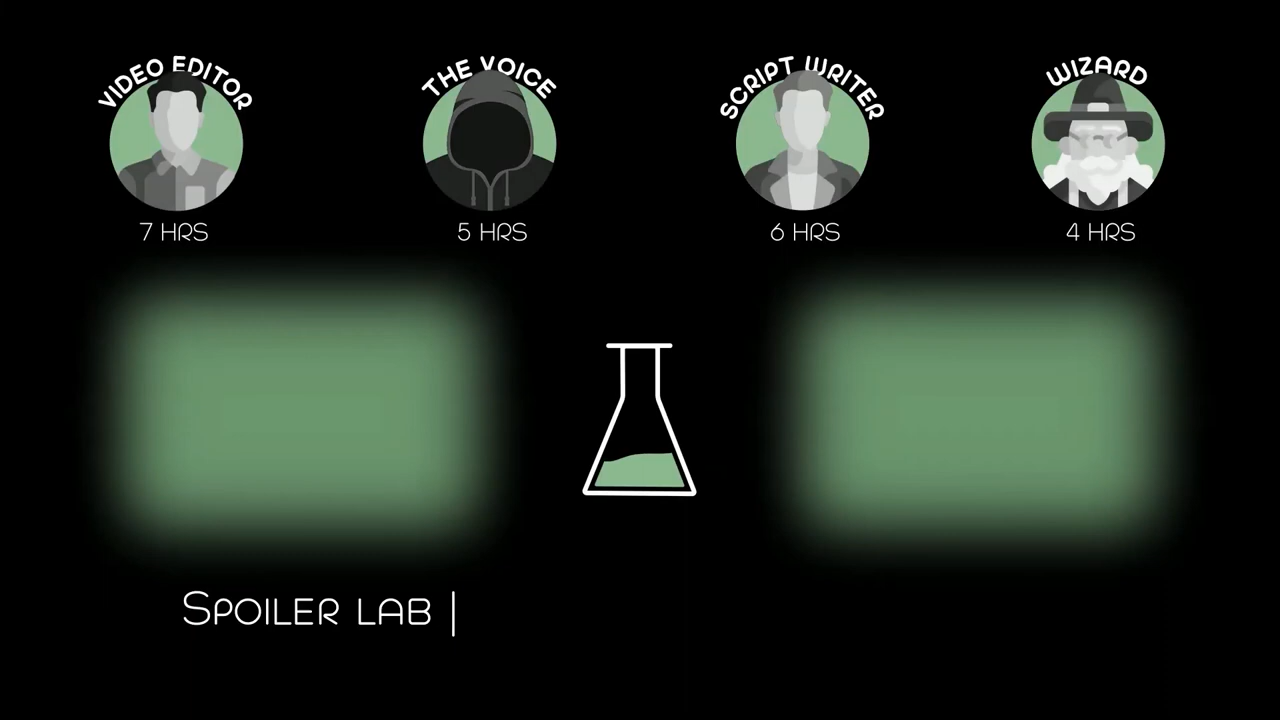 VIDEO EDITOR
THE VOICE
SCRIPT WRITER
WIZARD
7 HRS
5 HRS
6 HRS
4 HRS
SPOILER LAB |